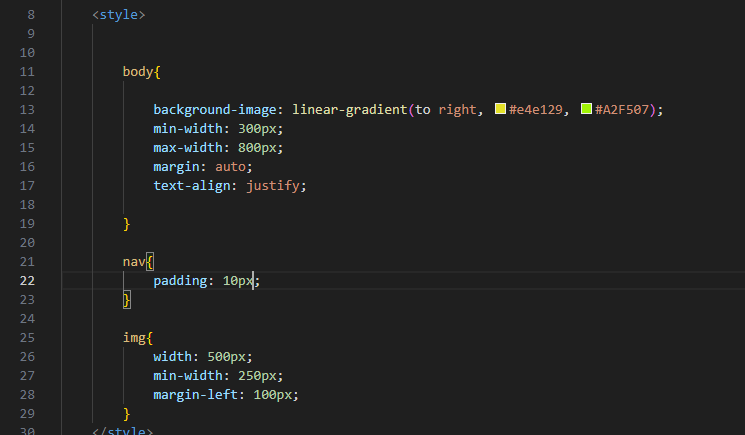 8 <style>
9
10
11 body{
12
13 background-image: linear-gradient(to right, #e4e129, #A2F507);
14 min-width: 300px;
15 max-width: 800px;
16 margin: auto;
17 text-align: justify;
18
19 }
20
21 nav{
22 padding: 10px;
23 }
24
25 img{
26 width: 500px;
27 min-width: 250px;
28 margin-left: 100px;
29 }
30 </style>